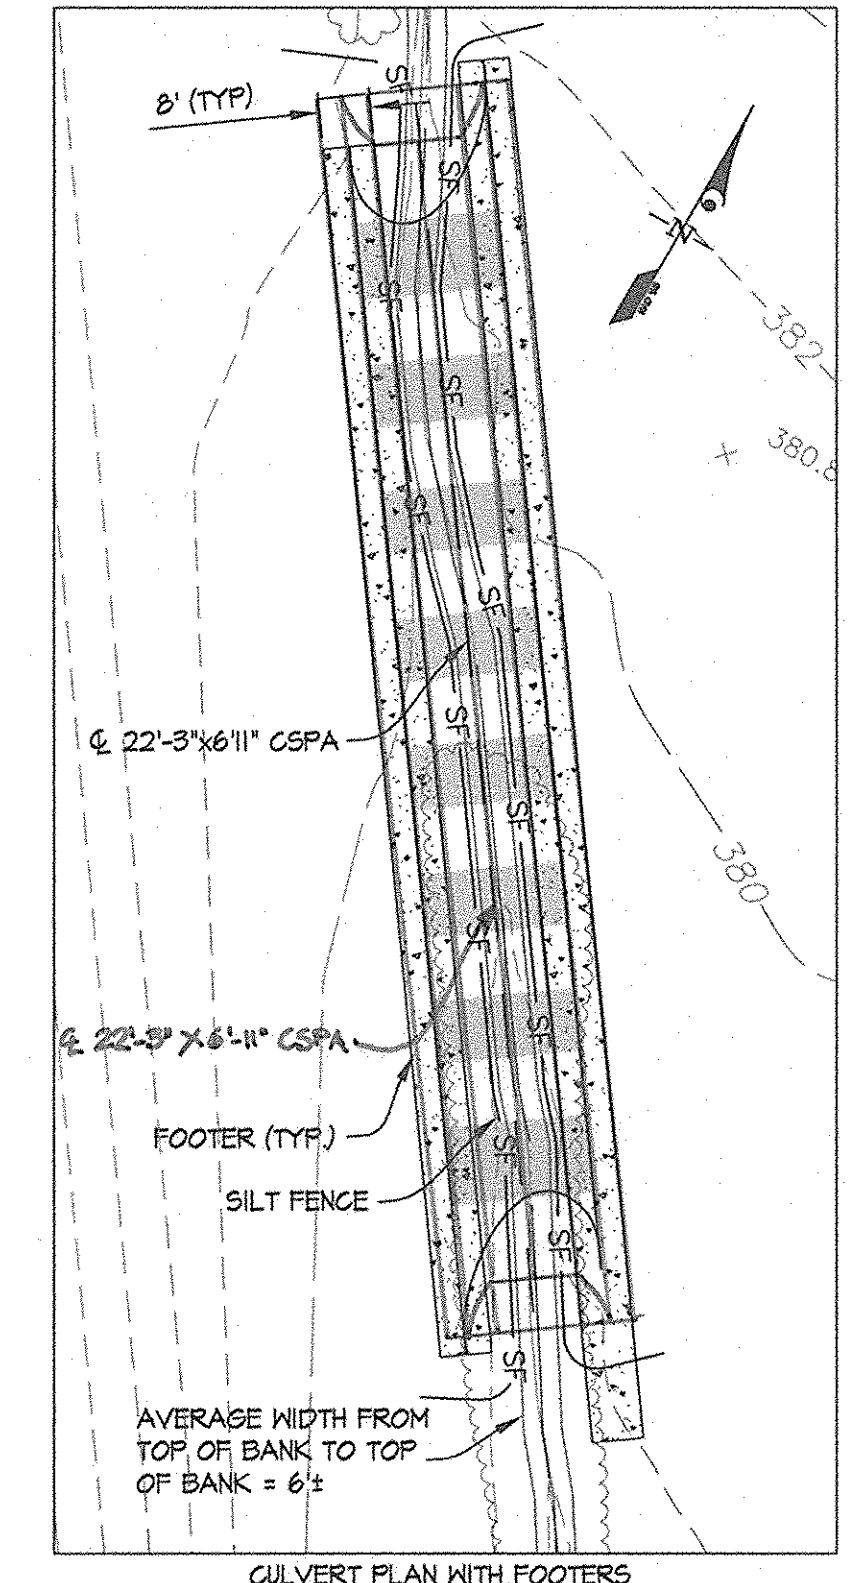 SF
8' (TYP)
SF
N
SF
382
SF
380.8
SF
SF
SF
℄ 22'-3"x6'11" CSPA
SF
380
SF
SF
℄ 22'-3" X 6'-11" CSPA
FOOTER (TYP.)
SF
SILT FENCE
SF
SF
AVERAGE WIDTH FROM
TOP OF BANK TO TOP
OF BANK = 6'±
CULVERT PLAN WITH FOOTERS